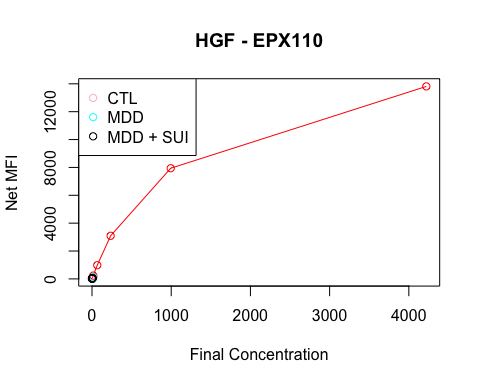 HGF - EPX110
CTL
MDD
MDD + SUI
12000
8000
4000
0
Net MFI
0 1000 2000 3000 4000
Final Concentration